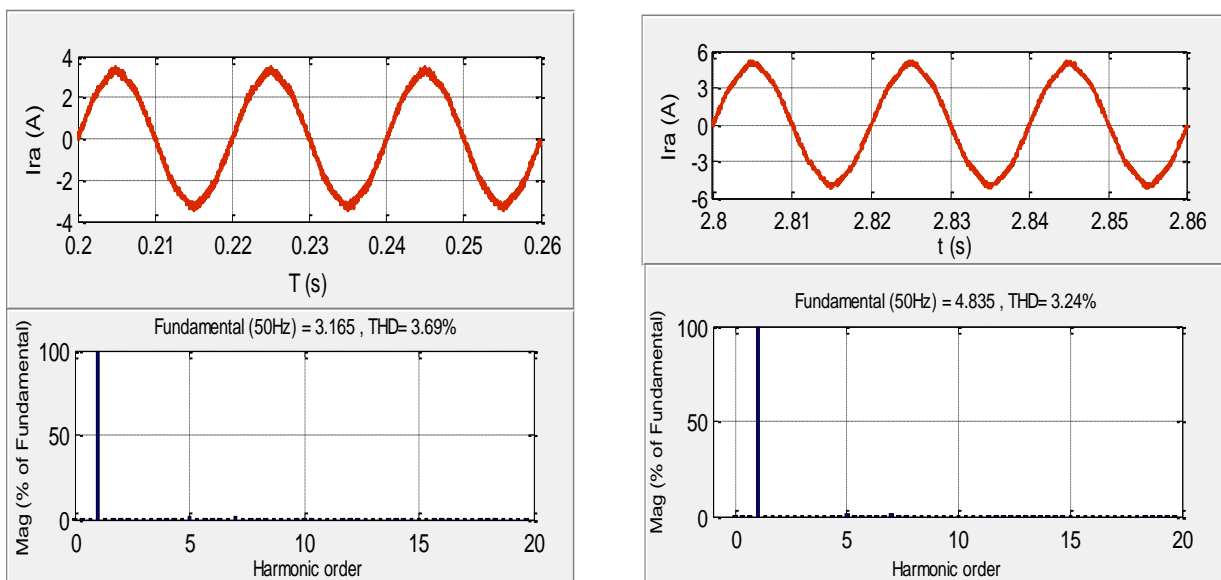 4
2
0
-2
-4
Ira (A)
0.2 0.21 0.22 0.23 0.24 0.25 0.26
T (s)
Fundamental (50Hz) = 3.165 , THD= 3.69%
100
50
0
Mag (% of Fundamental)
0 5 10 15 20
Harmonic order
6
3
0
-3
-6
Ira (A)
2.8 2.81 2.82 2.83 2.84 2.85 2.86
t (s)
Fundamental (50Hz) = 4.835 , THD= 3.24%
100
50
0
Mag (% of Fundamental)
0 5 10 15 20
Harmonic order